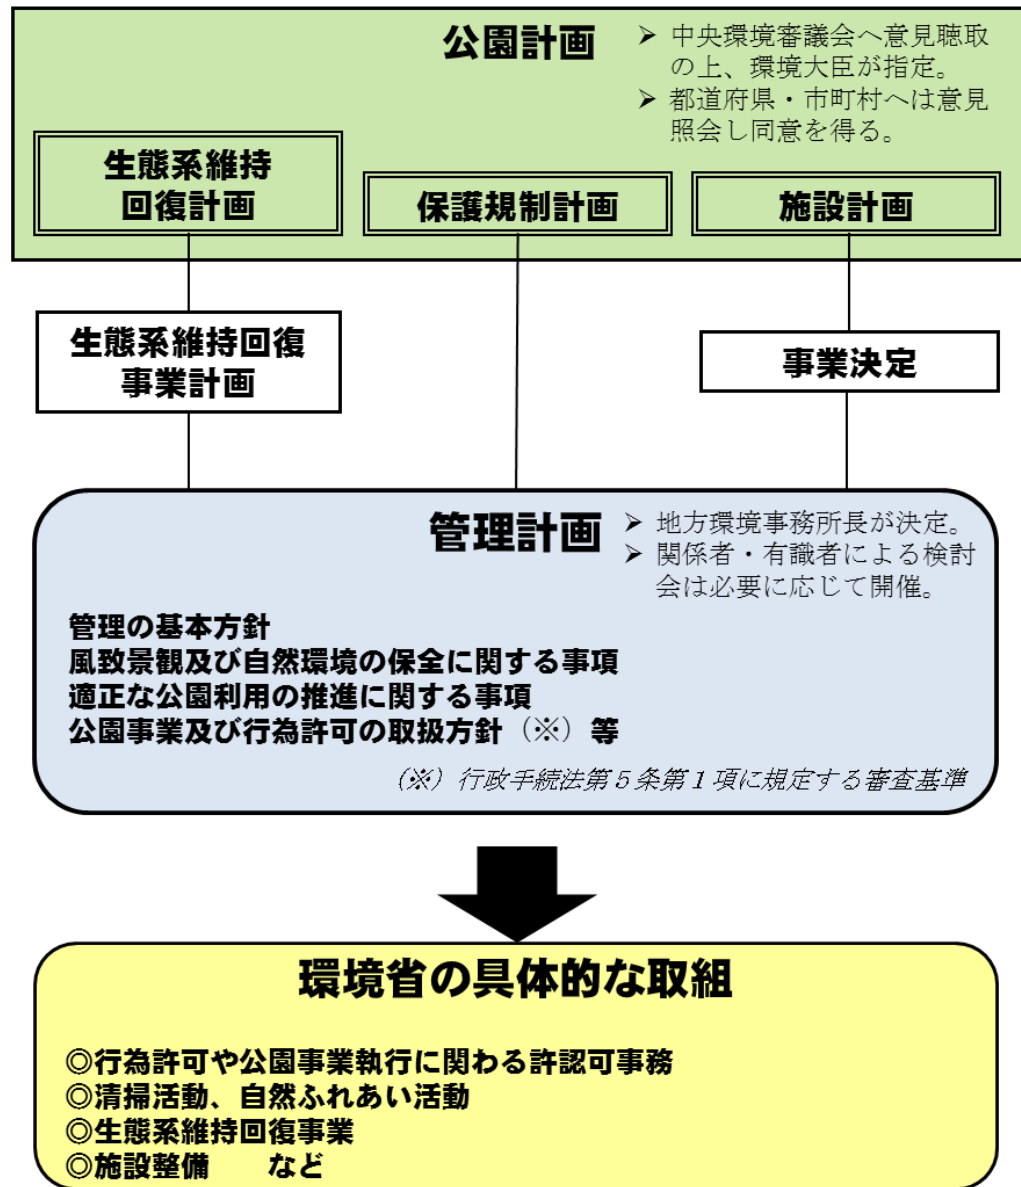 公園計画
➢ 中央環境審議会へ意見聴取
の上、環境大臣が指定。
➢ 都道府県・市町村へは意見
照会し同意を得る。
生態系維持
回復計画
保護規制計画
施設計画
生態系維持回復
事業計画
事業決定
管理計画
➢ 地方環境事務所長が決定。
➢ 関係者・有識者による検討
会は必要に応じて開催。
管理の基本方針
風致景観及び自然環境の保全に関する事項
適正な公園利用の推進に関する事項
公園事業及び行為許可の取扱方針（※）等
（※）行政手続法第５条第１項に規定する審査基準
環境省の具体的な取組
◎行為許可や公園事業執行に関わる許認可事務
◎清掃活動、自然ふれあい活動
◎生態系維持回復事業
◎施設整備　　など